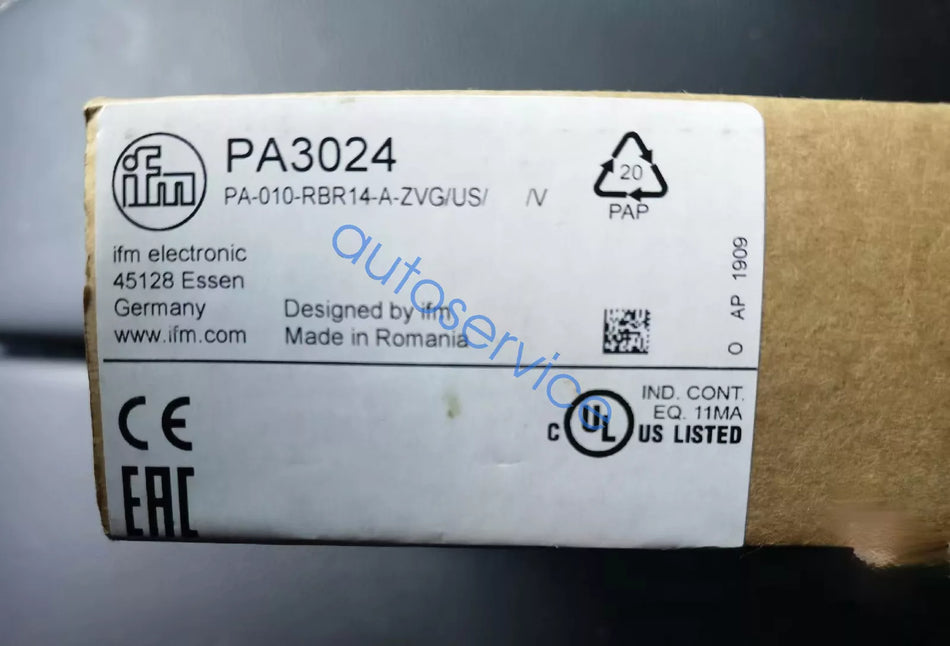 ifm
PA3024
PA-010-RBR14-A-ZVG/US/ /V
20
PAP
ifm electronic
45128 Essen
Germany
www.ifm.com
Designed by ifm
Made in Romania
O AP 1909
autoservice
CE
EAC
C UL US LISTED
IND. CONT.
EQ. 11MA